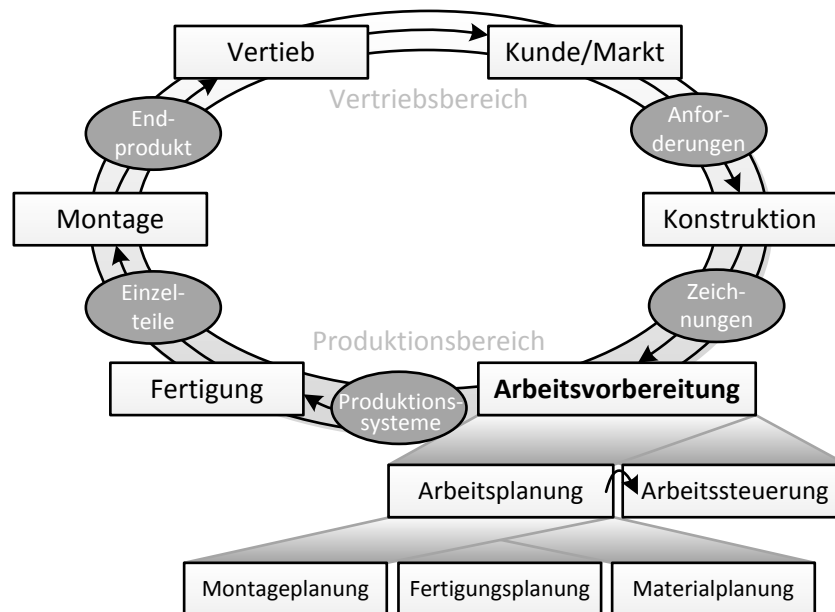 Vertieb
Kunde/Markt
Vertriebsbereich
End-
produkt
Anfor-
derungen
Montage
Konstruktion
Einzel-
teile
Zeich-
nungen
Produktionsbereich
Fertigung
Produktions-
systeme
Arbeitsvorbereitung
Arbeitsplanung
Arbeitssteuerung
Montageplanung
Fertigungsplanung
Materialplanung